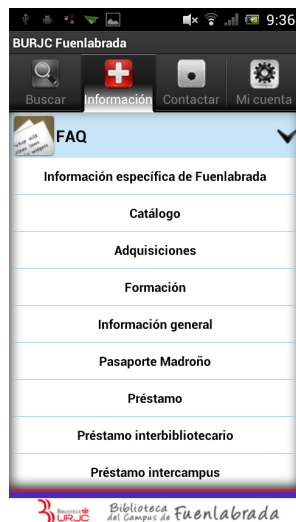 9:36
BURJC Fuenlabrada
Buscar
Información
Contactar
Mi cuenta
FAQ
Información específica de Fuenlabrada
Catálogo
Adquisiciones
Formación
Información general
Pasaporte Madroño
Préstamo
Préstamo interbibliotecario
Préstamo intercampus
BURJC
Biblioteca
del Campus de Fuenlabrada